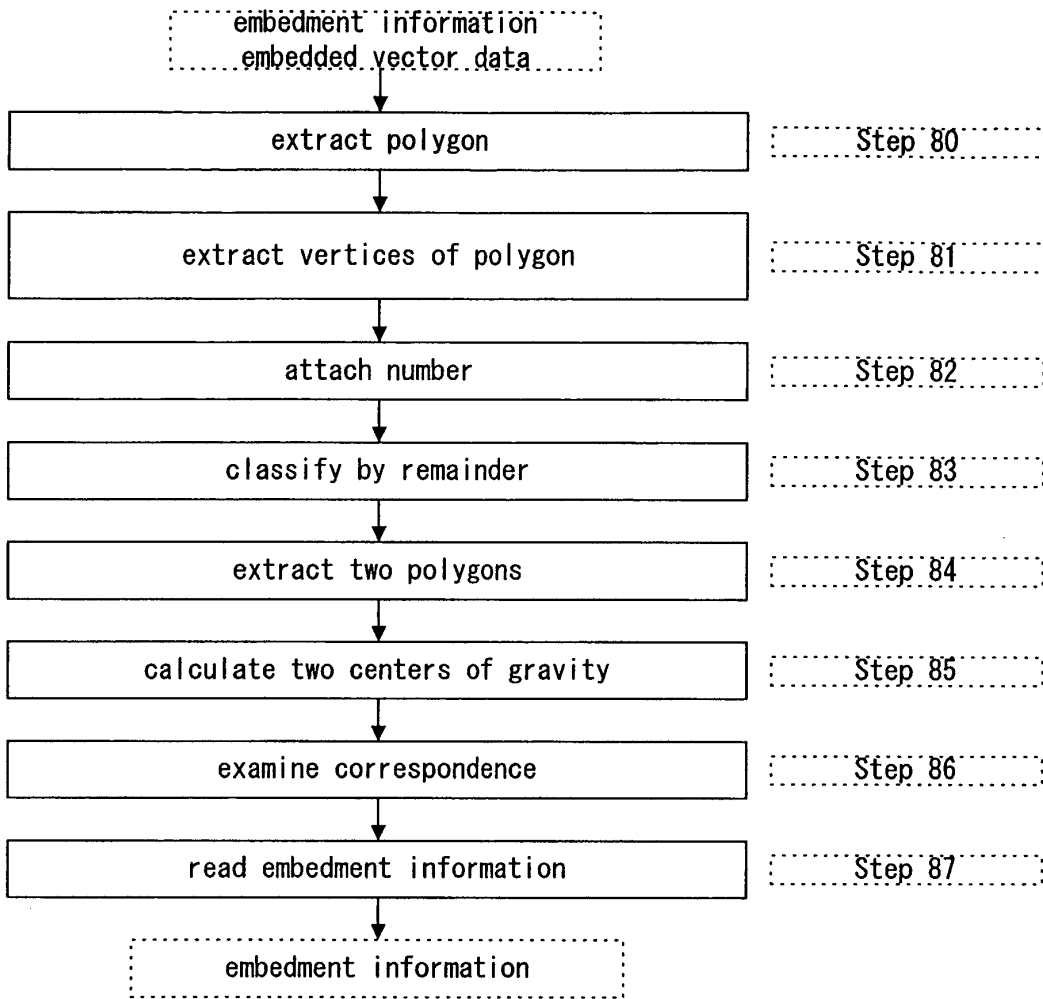 embedment information
embedded vector data
extract polygon
Step 80
extract vertices of polygon
Step 81
attach number
Step 82
classify by remainder
Step 83
extract two polygons
Step 84
calculate two centers of gravity
Step 85
examine correspondence
Step 86
read embedment information
Step 87
embedment information